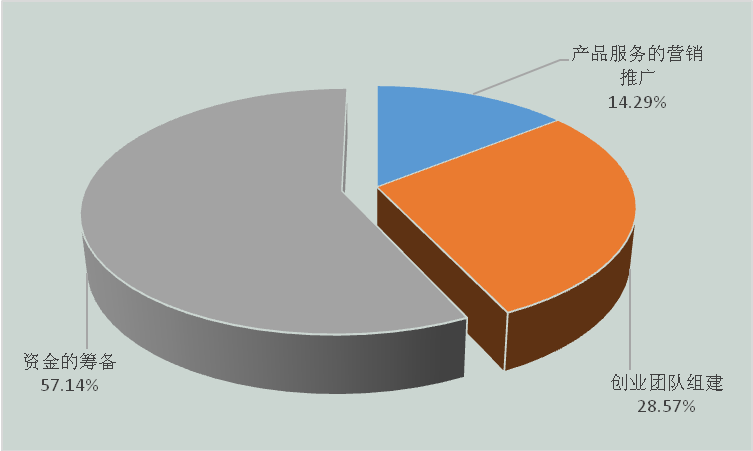 产品服务的营销
推广
14.29%
资金的筹备
57.14%
创业团队组建
28.57%